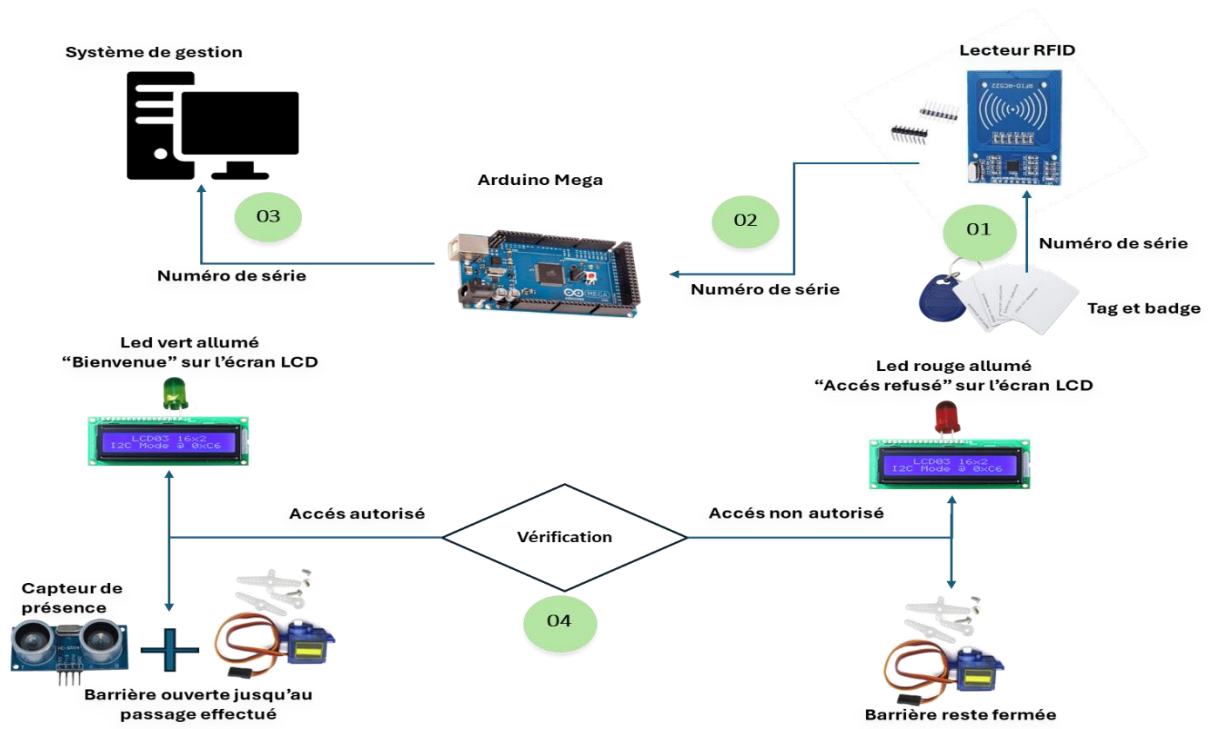 Système de gestion
Lecteur RFID
RFID-RC522
Arduino Mega
03
02
01
Numéro de série
Numéro de série
Numéro de série
MEGA
Tag et badge
Led vert allumé
“Bienvenue” sur l’écran LCD
Led rouge allumé
“Accés refusé” sur l’écran LCD
LCD03 16x2
I2C Mode @ 0xC6
LCD03 16x2
I2C Mode @ 0xC6
Accés autorisé
Vérification
Accés non autorisé
Capteur de
présence
04
Barrière ouverte jusqu’au
passage effectué
Barrière reste fermée